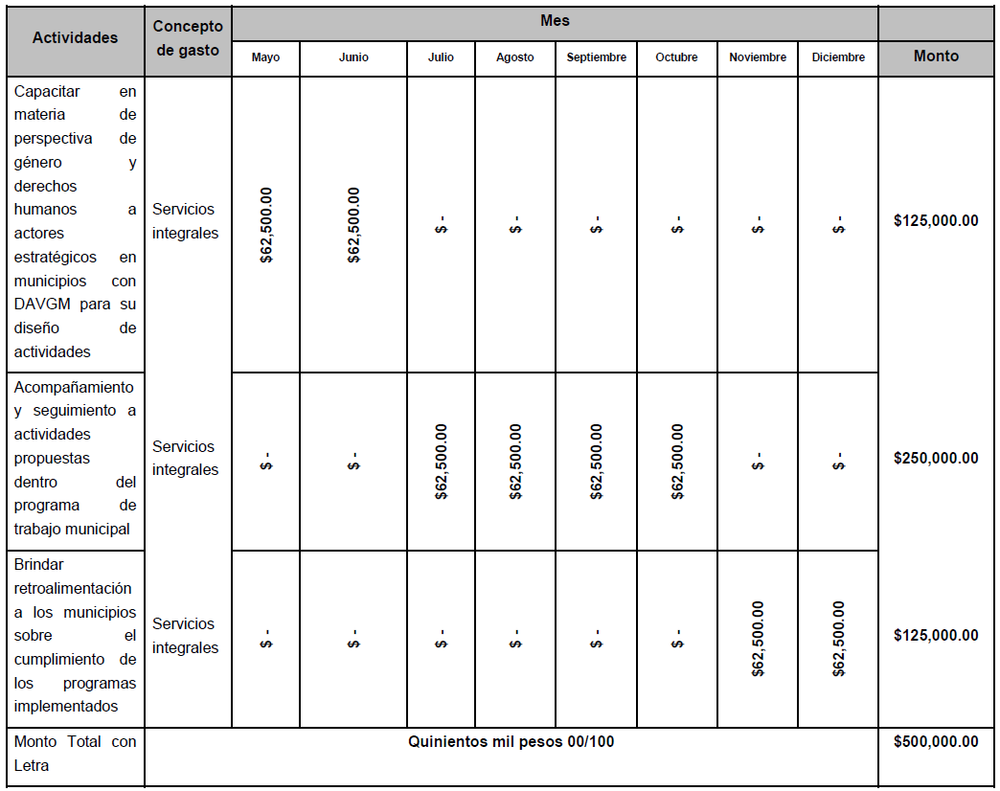 Actividades
Concepto
de gasto
Mes
Mayo
Junio
Julio
Agosto
Septiembre
Octubre
Noviembre
Diciembre
Monto
Capacitar en
materia de
perspectiva de
género y
derechos
humanos a
actores
estratégicos en
municipios con
DAVGM para su
diseño de
actividades
Servicios
integrales
$62,500.00
$62,500.00
$ -
$ -
$ -
$ -
$ -
$ -
$125,000.00
Acompañamiento
y seguimiento a
actividades
propuestas
dentro del
programa de
trabajo municipal
Servicios
integrales
$ -
$ -
$62,500.00
$62,500.00
$62,500.00
$62,500.00
$ -
$ -
$250,000.00
Brindar
retroalimentación
a los municipios
sobre el
cumplimiento de
los programas
implementados
Servicios
integrales
$ -
$ -
$ -
$ -
$ -
$ -
$62,500.00
$62,500.00
$125,000.00
Monto Total con
Letra
Quinientos mil pesos 00/100
$500,000.00